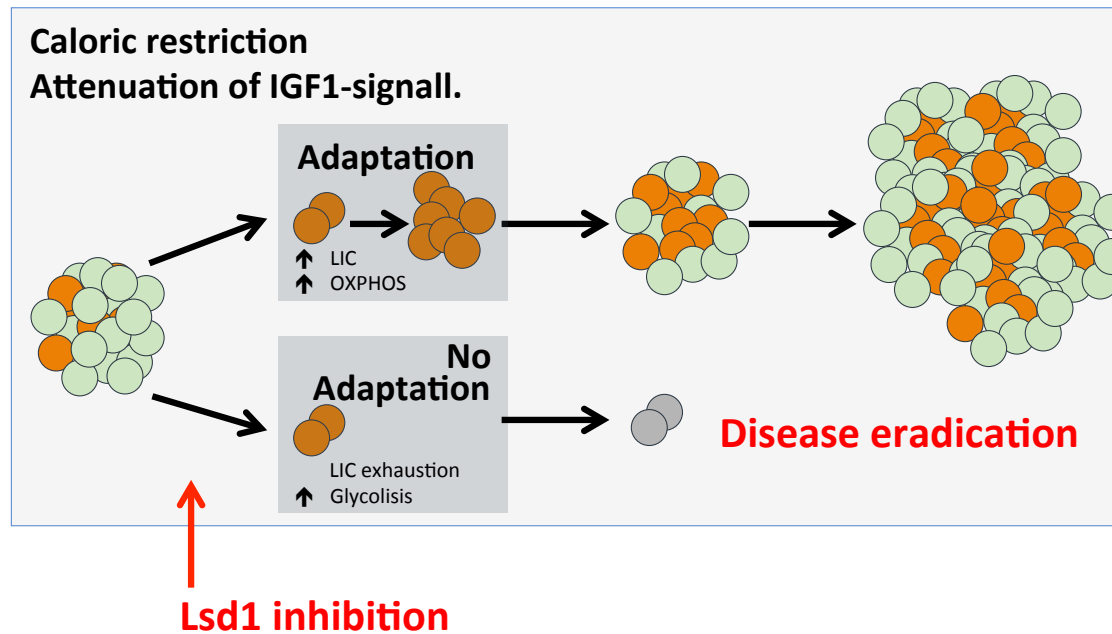 Caloric restriction
Attenuation of IGF1-signall.
Adaptation
LIC
OXPHOS
No
Adaptation
LIC exhaustion
Glycolisis
Disease eradication
Lsd1 inhibition